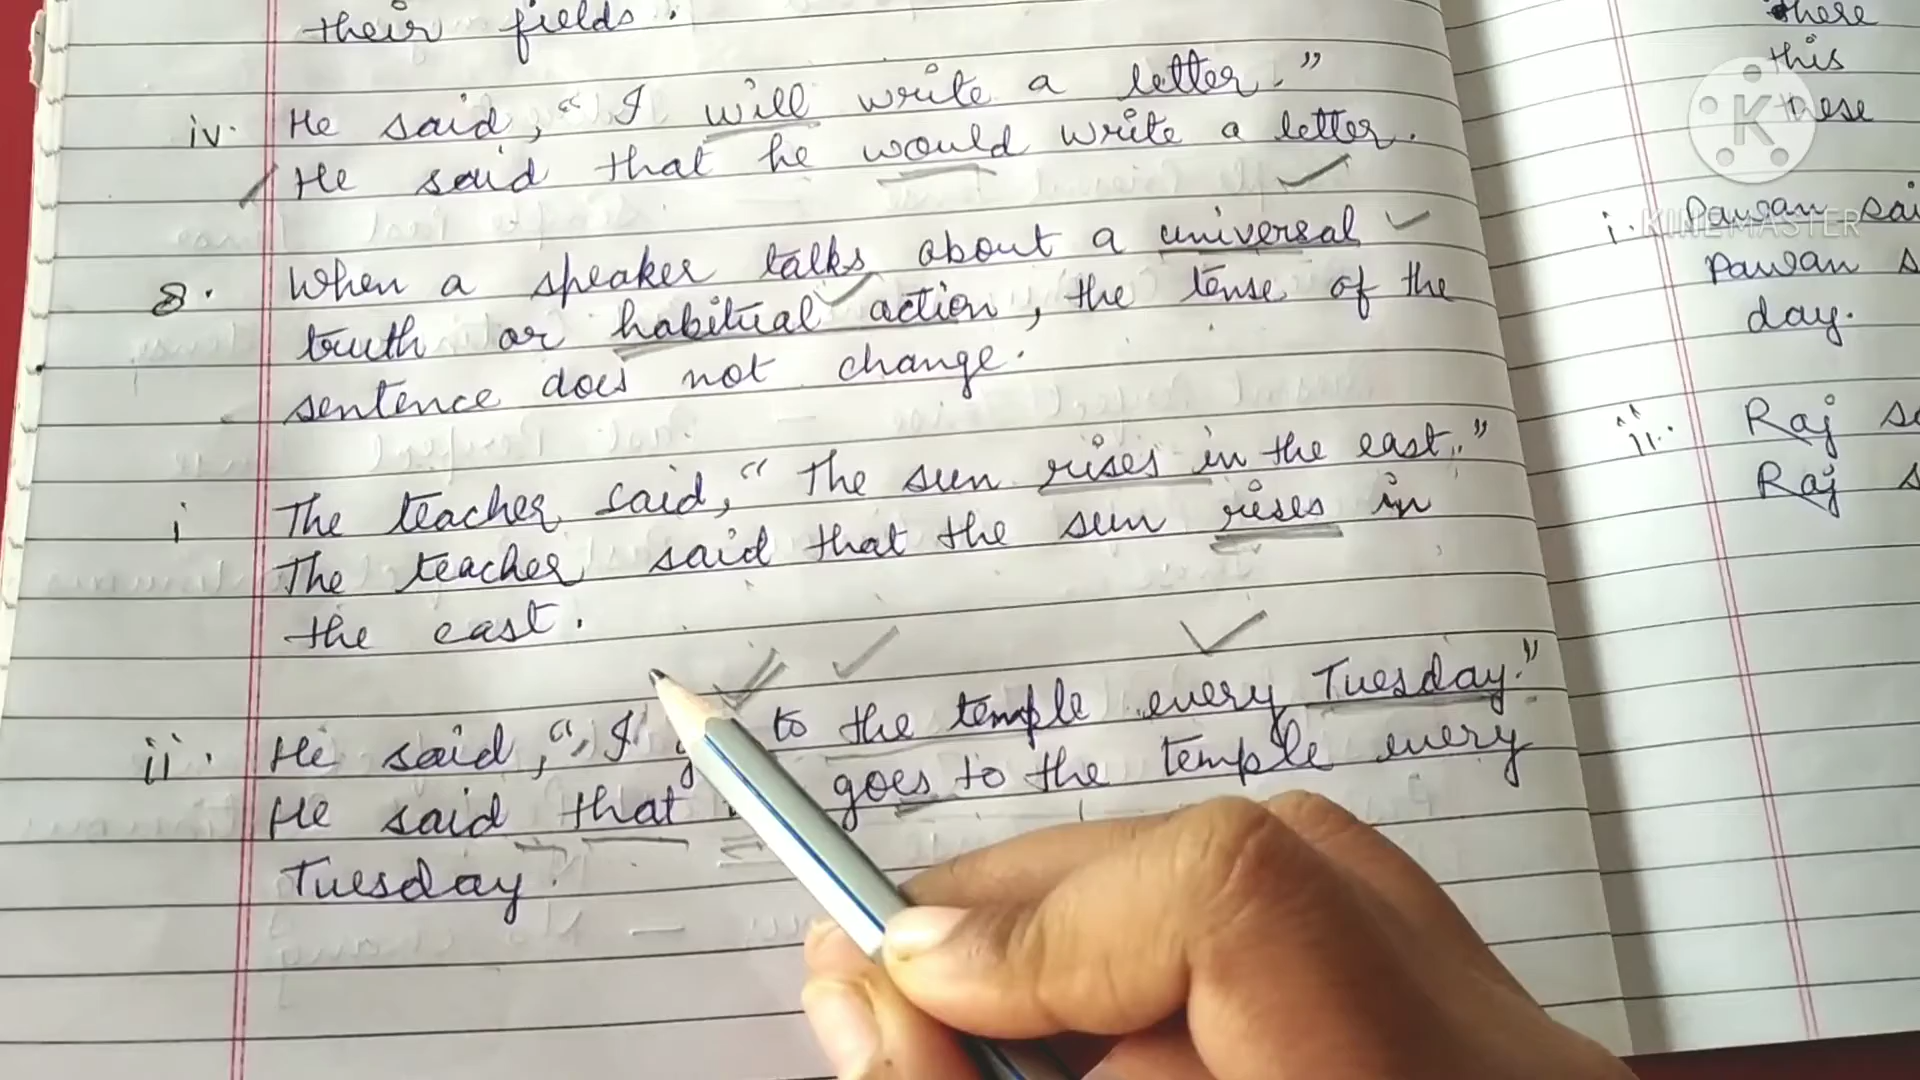 their fields.
iv. He said, "I will write a letter."
He said that he would write a letter.
8. When a speaker talks about a universal
truth or habitual action, the tense of the
sentence does not change.
i The teacher said, "The sun rises in the east."
The teacher said that the sun rises in
the east.
ii. He said, "I to the temple every Tuesday."
He said that goes to the temple every
Tuesday.
there
this
these
i. Pawan
Pawan
day.
ii. Raj
Raj
K
KINEMASTER